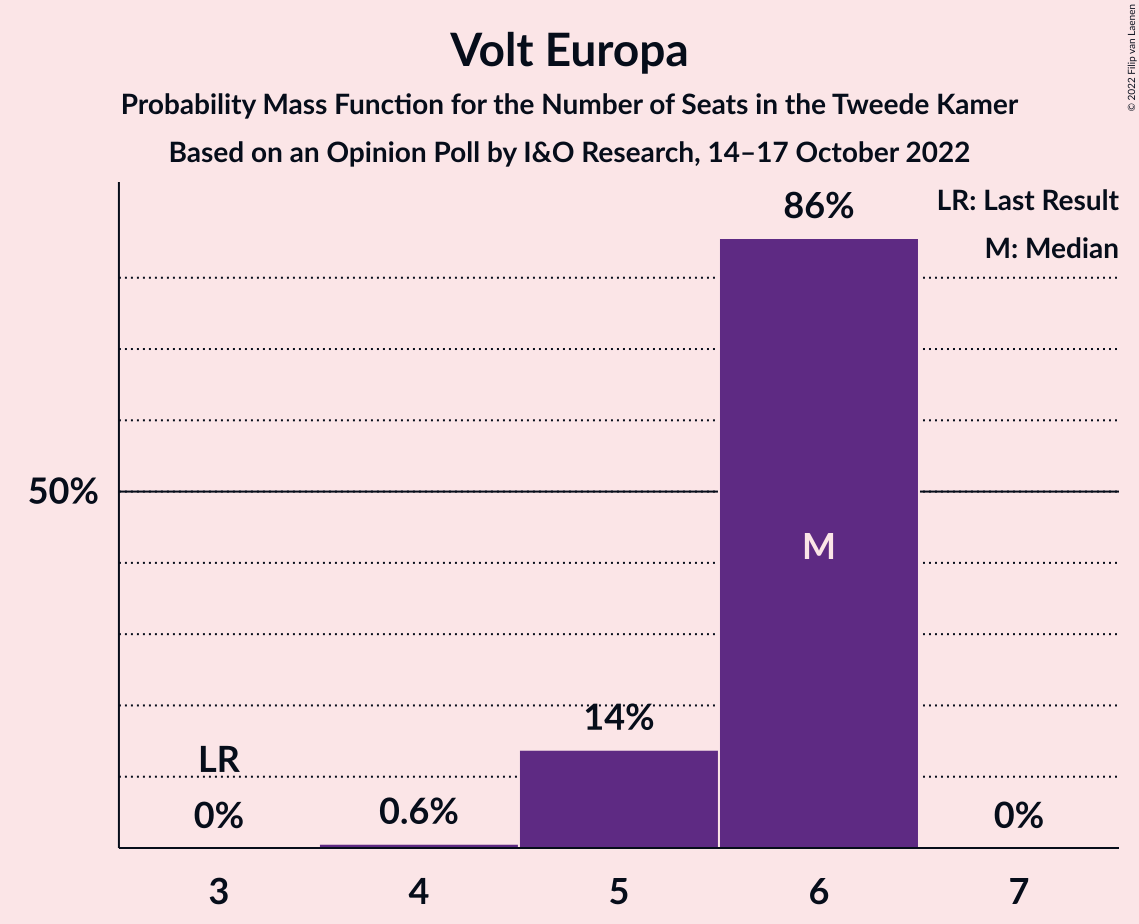 Volt Europa
Probability Mass Function for the Number of Seats in the Tweede Kamer
Based on an Opinion Poll by I&O Research, 14–17 October 2022
© 2022 Filip van Laenen
LR: Last Result
M: Median
86%
50%
M
14%
LR
0%
0.6%
0%
3
4
5
6
7